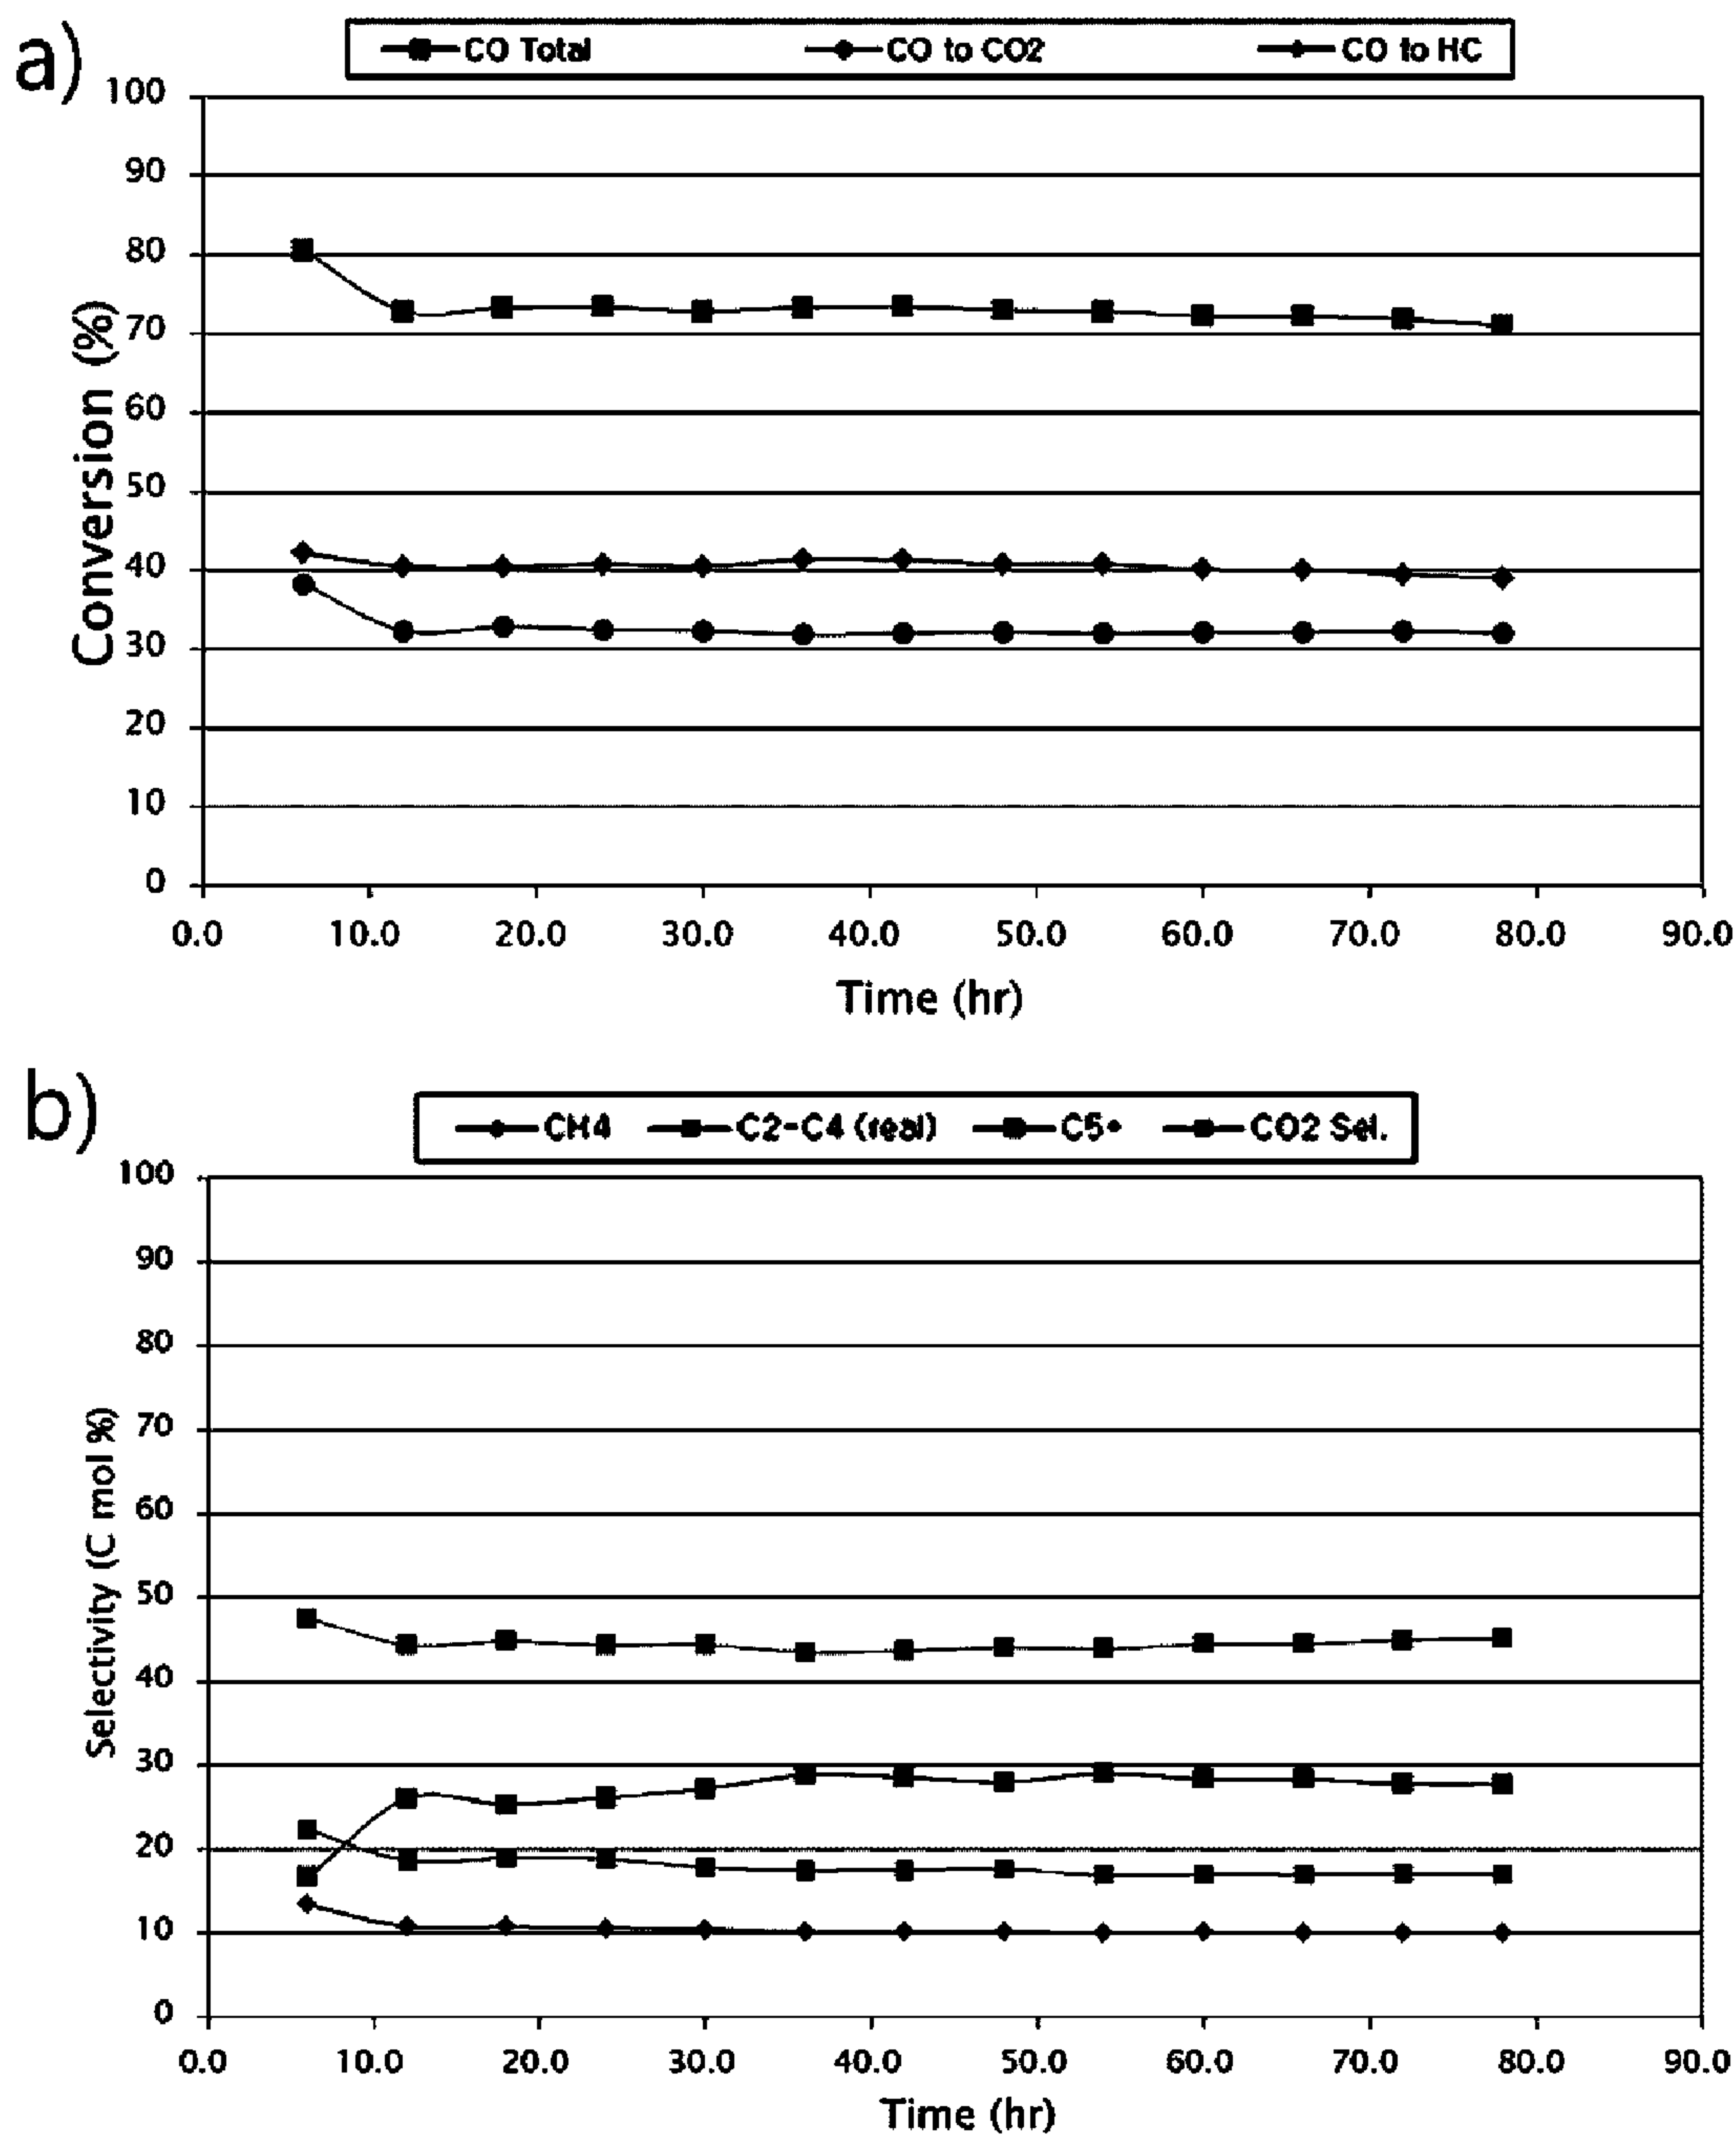 a)
CO Total CO to CO2 CO to HC
100
90
80
70
60
50
40
30
20
10
0
Conversion (%)
0.0 10.0 20.0 30.0 40.0 50.0 60.0 70.0 80.0 90.0
Time (hr)
b)
CH4 C2-C4 (real) C5+ CO2 Sel.
100
90
80
70
60
50
40
30
20
10
0
Selectivity (C mol %)
0.0 10.0 20.0 30.0 40.0 50.0 60.0 70.0 80.0 90.0
Time (hr)